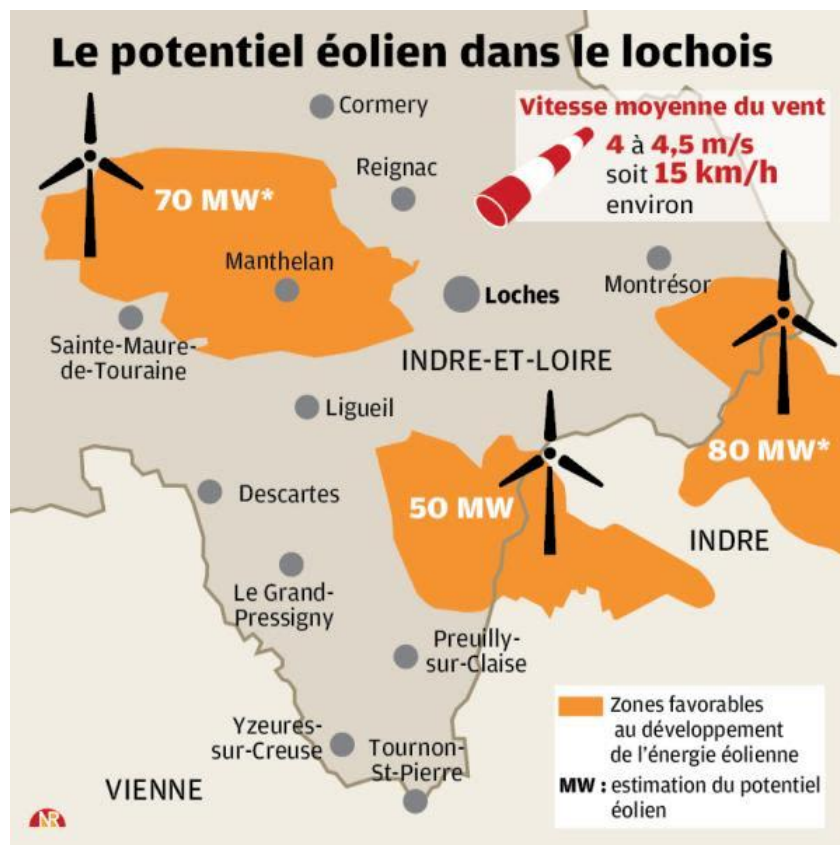 Le potentiel éolien dans le lochois
Cormery
Vitesse moyenne du vent
4 à 4,5 m/s
soit 15 km/h
environ
Reignac
70 MW*
Manthelan
Montrésor
Loches
Sainte-Maure-
de-Touraine
INDRE-ET-LOIRE
Ligueil
80 MW*
Descartes
50 MW
INDRE
Le Grand-
Pressigny
Preuilly-
sur-Claise
Yzeures-
sur-Creuse
Tournon-
St-Pierre
VIENNE
Zones favorables
au développement
de l'énergie éolienne
MW : estimation du potentiel
éolien
NR